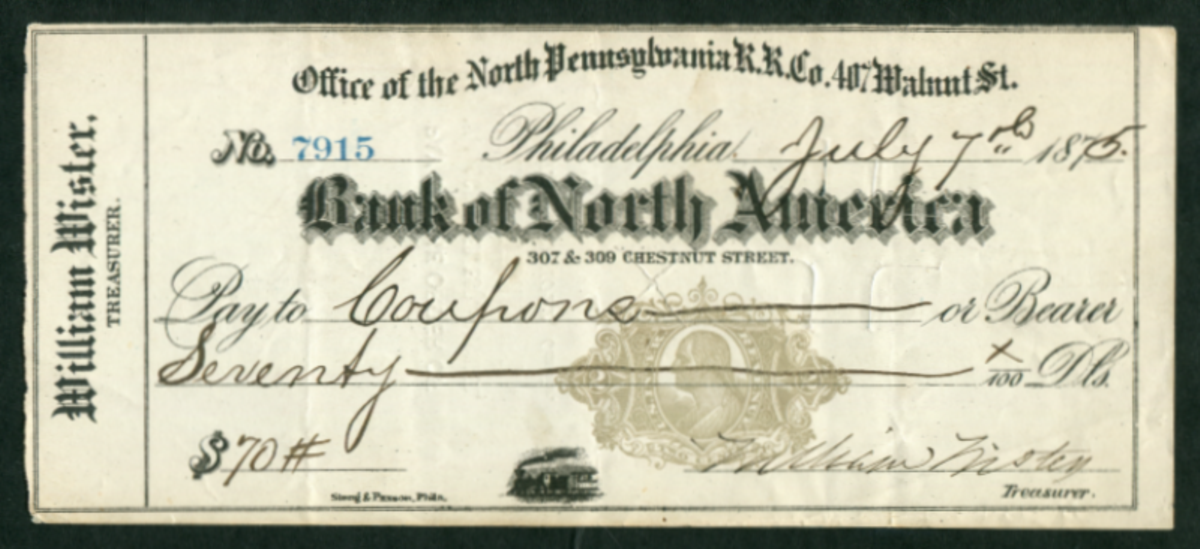 Office of the North Pennsylvania R.R.Co. 407 Walnut St.
No. 7915 Philadelphia. July 7th 1875.
Bank of North America
307 & 309 CHESTNUT STREET.
Pay to Coupons or Bearer
Seventy x/100 Dls.
$70#
William Wister
Treasurer.
William Wister.
TREASURER.